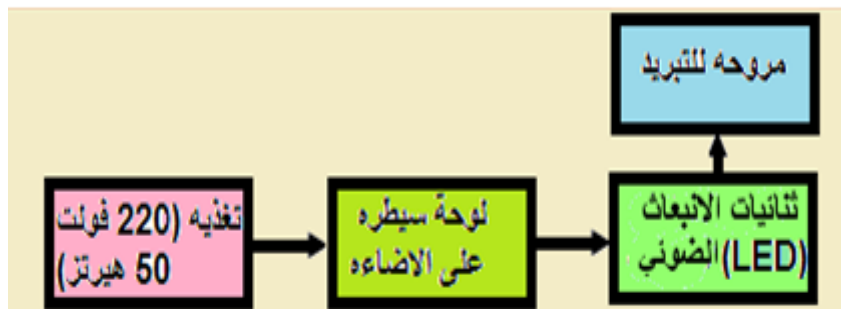 مروحه للتبريد
تغذيه (220 فولت
50 هيرتز)
لوحة سيطره
على الاضاءه
ثنائيات الانبعاث
الضوئي (LED)